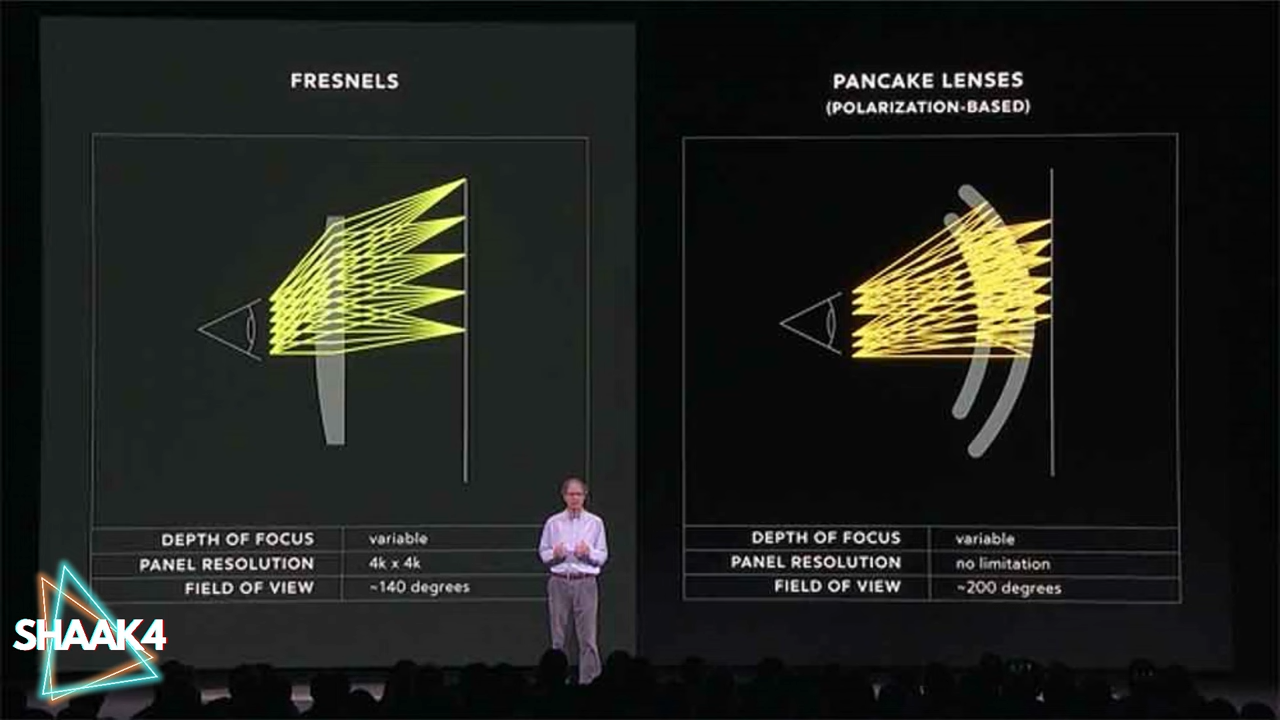 FRESNELS
DEPTH OF FOCUS variable
PANEL RESOLUTION 4k x 4k
FIELD OF VIEW ~140 degrees
PANCAKE LENSES
(POLARIZATION-BASED)
DEPTH OF FOCUS variable
PANEL RESOLUTION no limitation
FIELD OF VIEW ~200 degrees
SHAAK4